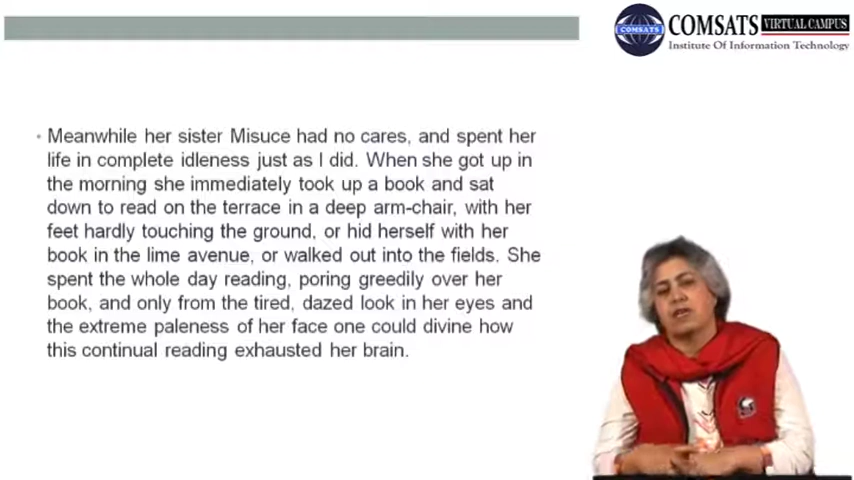 COMSATS VIRTUAL CAMPUS
COMSATS
Institute Of Information Technology
• Meanwhile her sister Misuce had no cares, and spent her
life in complete idleness just as I did. When she got up in
the morning she immediately took up a book and sat
down to read on the terrace in a deep arm-chair, with her
feet hardly touching the ground, or hid herself with her
book in the lime avenue, or walked out into the fields. She
spent the whole day reading, poring greedily over her
book, and only from the tired, dazed look in her eyes and
the extreme paleness of her face one could divine how
this continual reading exhausted her brain.